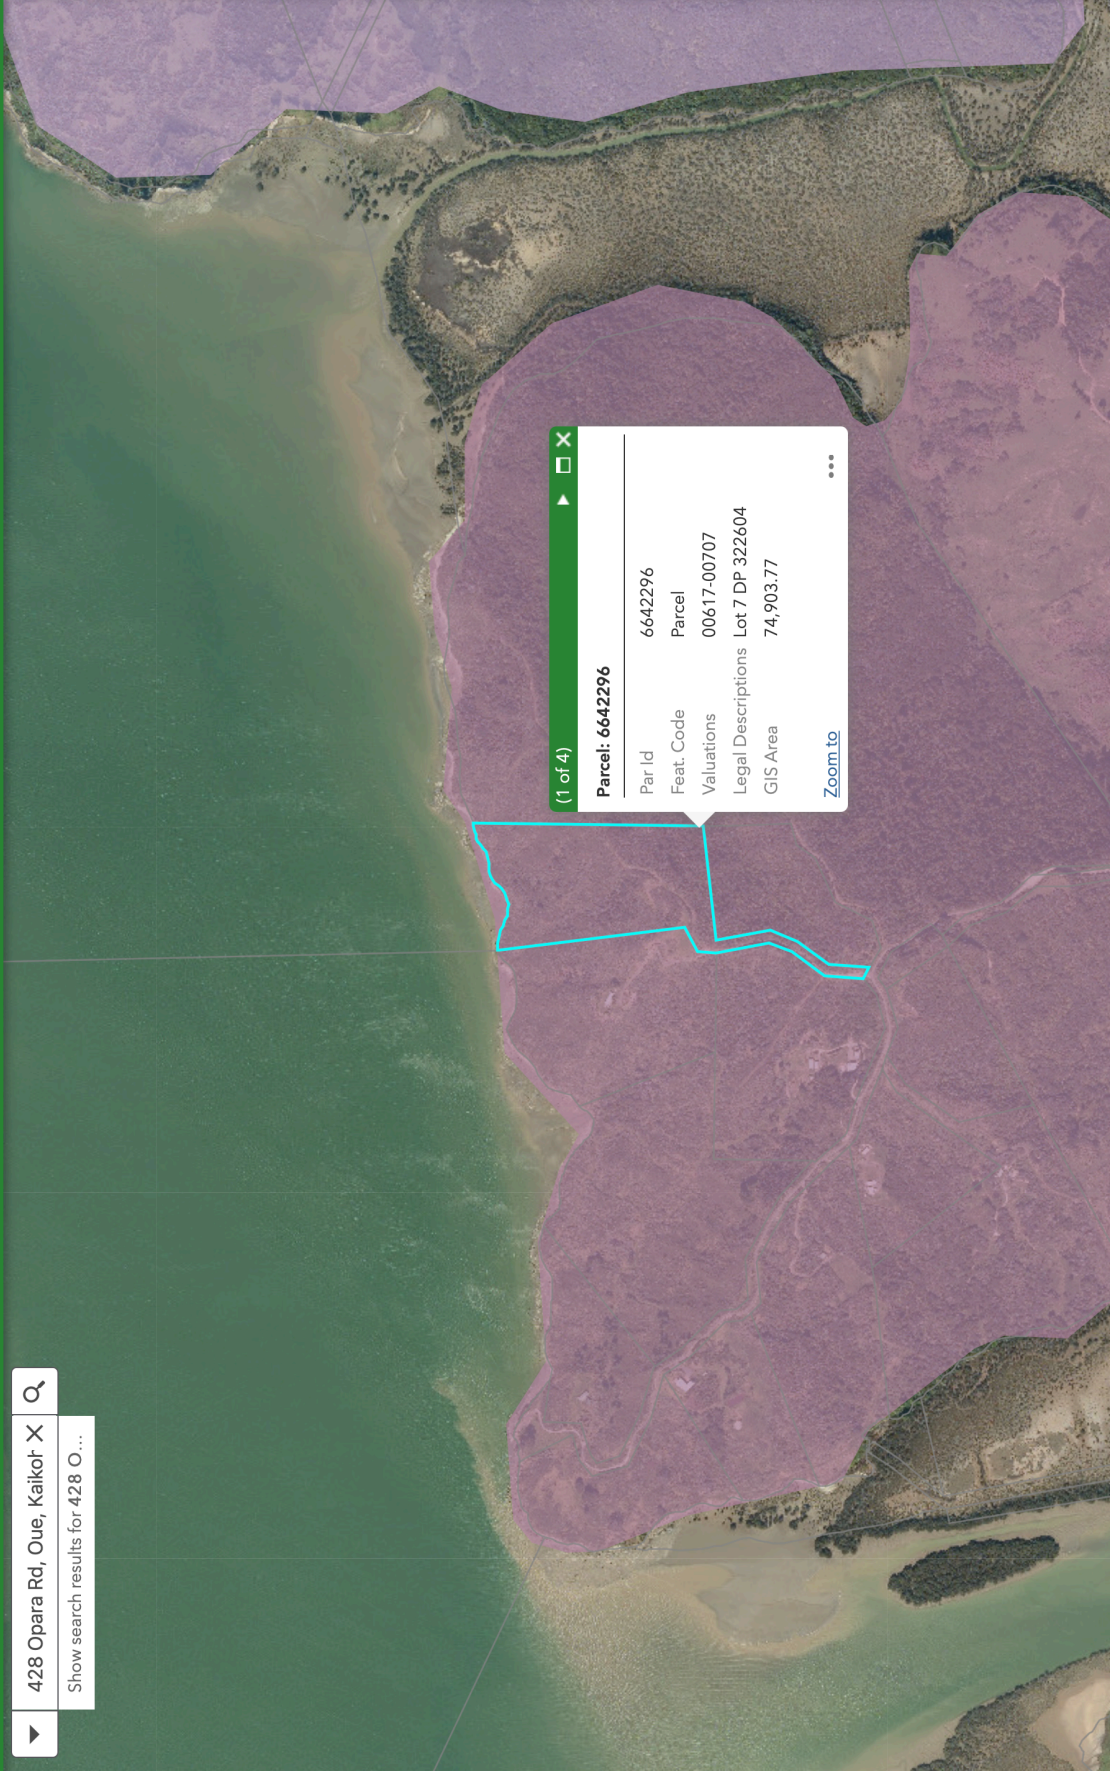 428 Opara Rd, Oue, Kaikoh
Show search results for 428 O...
(1 of 4)
Parcel: 6642296
Par Id 6642296
Feat. Code Parcel
Valuations 00617-00707
Legal Descriptions Lot 7 DP 322604
GIS Area 74,903.77
Zoom to